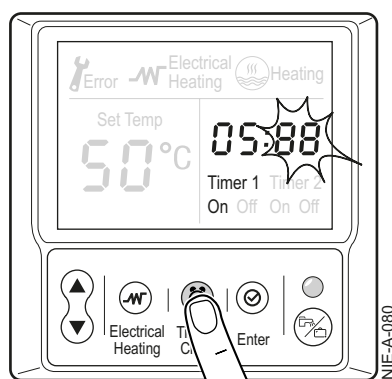 Error
Electrical
Heating
Heating
Set Temp
50°C
05:88
Timer 1 Timer 2
On Off On Off
Electrical
Heating
Enter
NIE-A-080